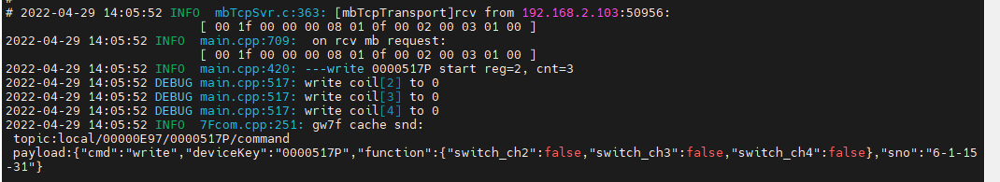 # 2022-04-29 14:05:52 INFO  mbTcpSvr.c:363: [mbTcpTransport]rcv from 192.168.2.103:50956:
[ 00 1f 00 00 00 08 01 0f 00 02 00 03 01 00 ]
2022-04-29 14:05:52 INFO  main.cpp:709:  on rcv mb request:
[ 00 1f 00 00 00 08 01 0f 00 02 00 03 01 00 ]
2022-04-29 14:05:52 INFO  main.cpp:420: ---write 0000517P start reg=2, cnt=3
2022-04-29 14:05:52 DEBUG main.cpp:517: write coil[2] to 0
2022-04-29 14:05:52 DEBUG main.cpp:517: write coil[3] to 0
2022-04-29 14:05:52 DEBUG main.cpp:517: write coil[4] to 0
2022-04-29 14:05:52 INFO  7Fcom.cpp:251: gw7f cache snd:
topic:local/00000E97/0000517P/command
payload:{"cmd":"write","deviceKey":"0000517P","function":{"switch_ch2":false,"switch_ch3":false,"switch_ch4":false},"sno":"6-1-15
-31"}